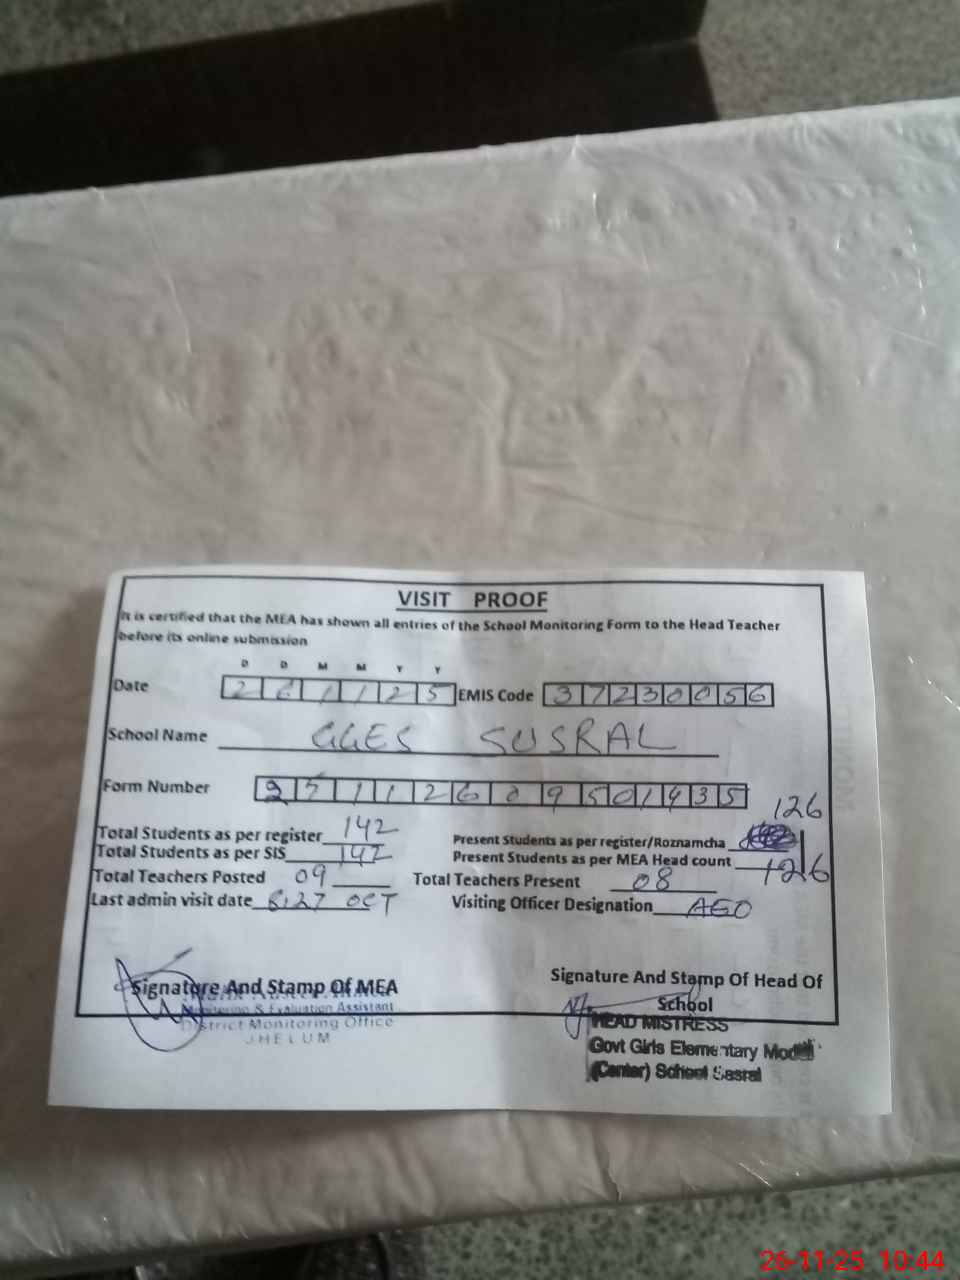 VISIT PROOF
It is certified that the MEA has shown all entries of the School Monitoring Form to the Head Teacher
before its online submission
D D M M Y Y
Date 2 6 1 1 2 5 EMIS Code 3 7 2 3 0 0 5 6
School Name GGES SUSRAL
Form Number 2 5 1 1 2 6 0 9 5 0 1 4 3 5
126
Total Students as per register 142 Present Students as per register/Roznamcha
Total Students as per SIS 142 Present Students as per MEA Head count 126
Total Teachers Posted 09 Total Teachers Present 08
Last admin visit date 27 OCT Visiting Officer Designation AEO
Signature And Stamp Of MEA Signature And Stamp Of Head Of
School
Monitoring & Evaluation Assistant
District Monitoring Office
JHELUM
HEAD MISTRESS
Govt Girls Elementary Model
(Center) School Sasral
26-11-25 10:44